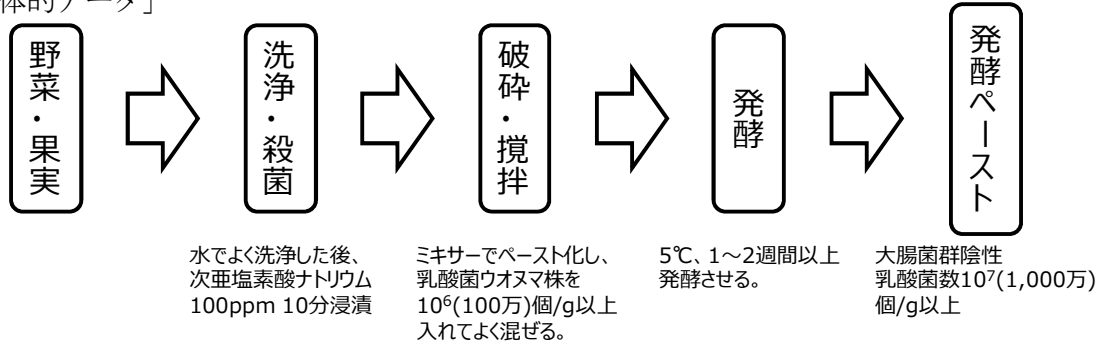 体的データ」
野菜・果実
洗浄・殺菌
破砕・撹拌
発酵
発酵ペースト
水でよく洗浄した後、
次亜塩素酸ナトリウム
100ppm 10分浸漬
ミキサーでペースト化し、
乳酸菌ウオヌマ株を
10⁶(100万)個/g以上
入れてよく混ぜる。
5℃、1～2週間以上
発酵させる。
大腸菌群陰性
乳酸菌数10⁷(1,000万)
個/g以上